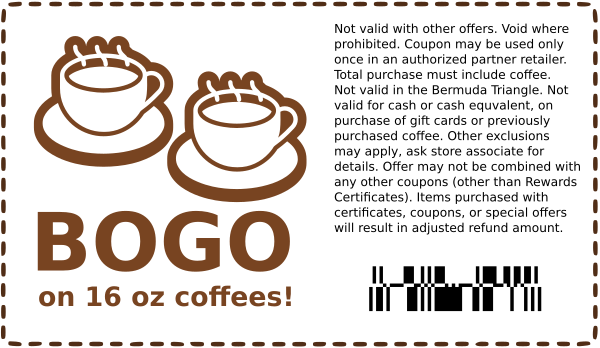 BOGO
on 16 oz coffees!
Not valid with other offers. Void where
prohibited. Coupon may be used only
once in an authorized partner retailer.
Total purchase must include coffee.
Not valid in the Bermuda Triangle. Not
valid for cash or cash equvalent, on
purchase of gift cards or previously
purchased coffee. Other exclusions
may apply, ask store associate for
details. Offer may not be combined with
any other coupons (other than Rewards
Certificates). Items purchased with
certificates, coupons, or special offers
will result in adjusted refund amount.